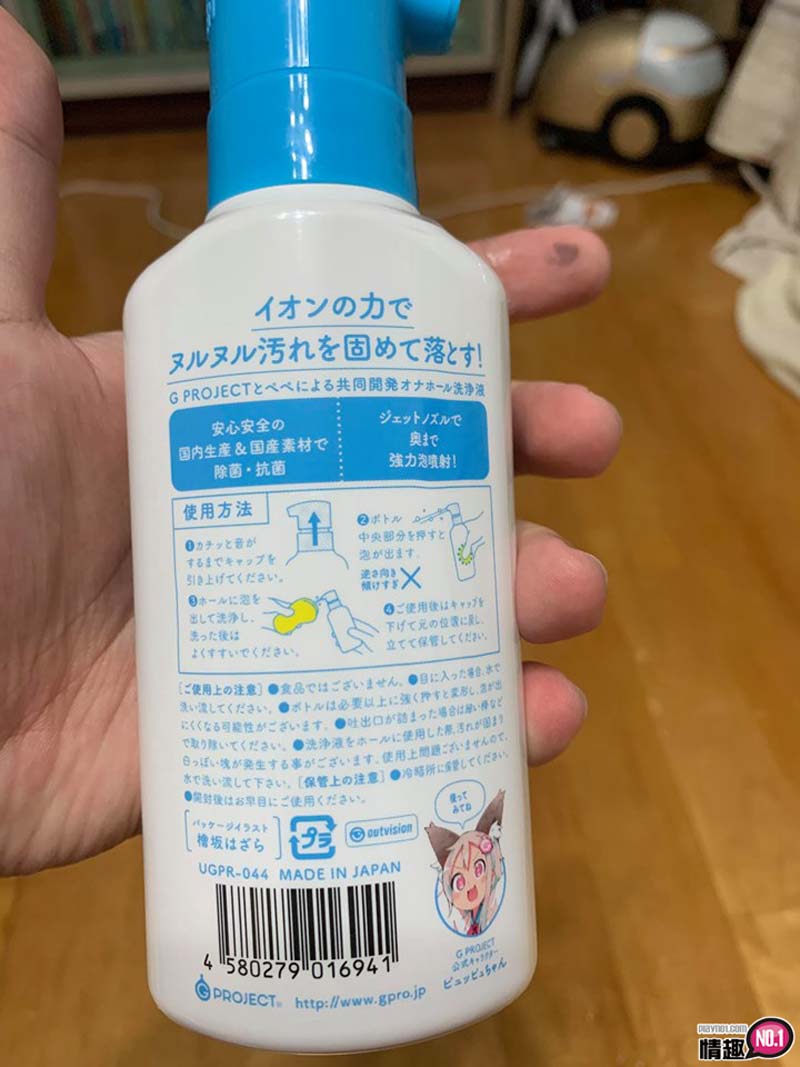 イオンの力で
ヌルヌル汚れを固めて落とす!
G PROJECTとペペによる共同開発オナホール洗浄液
安心安全の
国内生産&国産素材で
除菌・抗菌
ジェットノズルで
奥まで
強力泡噴射!
使用方法
❶カチッと音が
するまでキャップを
引き上げてください。
❷ボトル
中央部分を押すと
泡が出ます。
逆さ向き
傾けすぎ
❸ホールに泡を
出して洗浄し、
洗った後は
よくすすいでください。
❹ご使用後はキャップを
下げて元の位置に戻し、
立てて保管してください。
[ご使用上の注意]●食品ではございません。●目に入った場合、水で
洗い流してください。●ボトルは必要以上に強く押すと変形し、泡が出
にくくなる可能性がございます。●吐出口が詰まった場合は細い棒など
で取り除いてください。●洗浄液をホールに使用した際、汚れが固まり
白っぽい塊が発生する事がございます。使用上問題ございませんので、
水で洗い流して下さい。[保管上の注意]●冷暗所に保管してください。
●開封後はお早目にご使用ください。
パッケージイラスト
檜坂はざら
プラ
outvision
使って
みてね
UGPR-044 MADE IN JAPAN
4 580279 016941
G PROJECT
公式キャラクター
ピュッピュちゃん
G PROJECT http://www.gpro.jp
playno1.com
情趣 NO.1